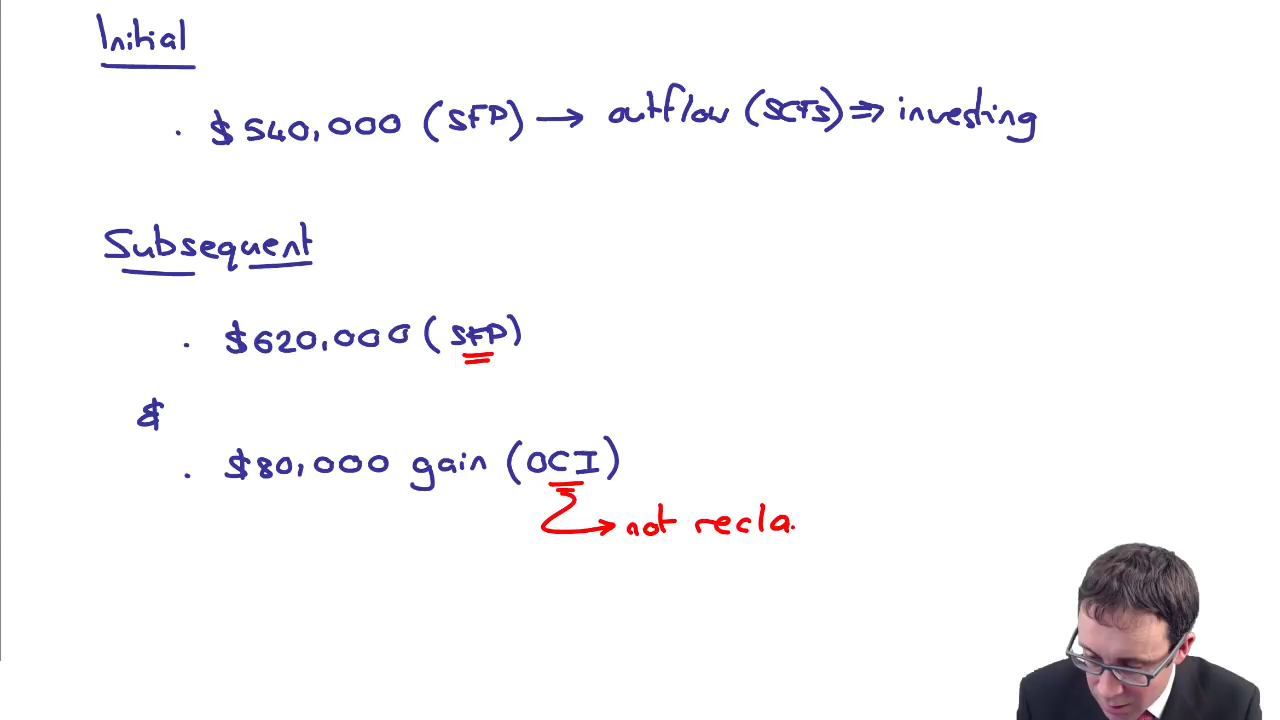 Initial
. $540,000 (SFP) → outflow (SCFs) ⇒ investing
Subsequent
. $620,000 (SFP)
&
. $80,000 gain (OCI)
→ not recla.